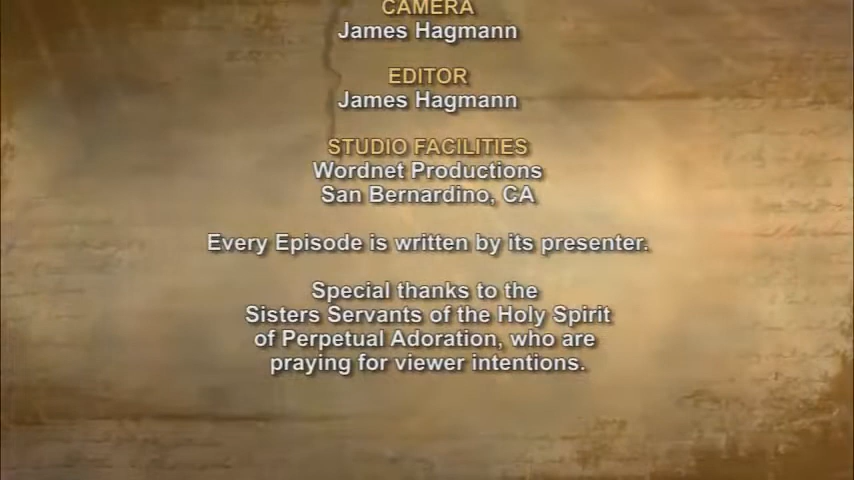 CAMERA
James Hagmann
EDITOR
James Hagmann
STUDIO FACILITIES
Wordnet Productions
San Bernardino, CA
Every Episode is written by its presenter.
Special thanks to the
Sisters Servants of the Holy Spirit
of Perpetual Adoration, who are
praying for viewer intentions.